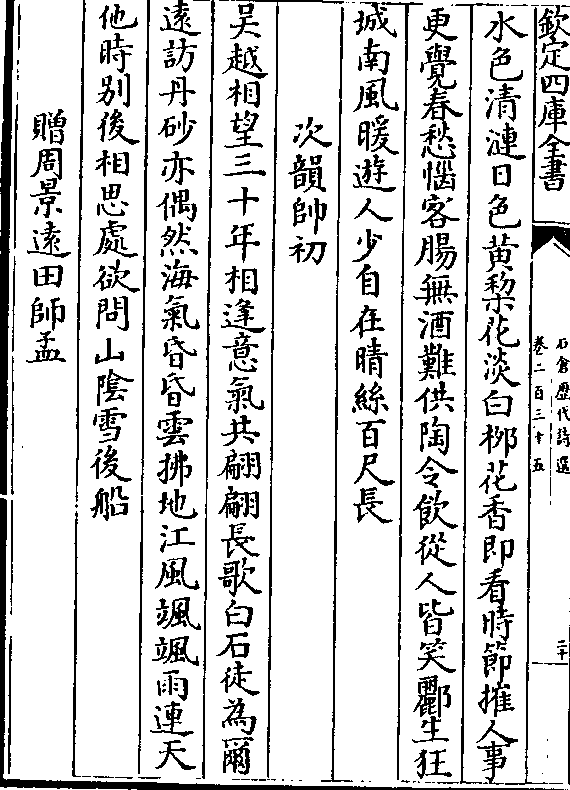 欽定四庫全書
石倉歷代詩選
卷二百三十五
二十
水色清漣日色黃梨花淡白柳花香即看時節摧人事
更覺春愁惱客腸無酒難供陶令飲從人皆笑酈生狂
城南風暖遊人少自在晴絲百尺長
次韻帥初
吳越相望三十年相逢意氣共翩翩長歌白石徒為爾
遠訪丹砂亦偶然海氣昏昏雲拂地江風颯颯雨連天
他時别後相思處欲問山陰雪後船
贈周景遠田師孟